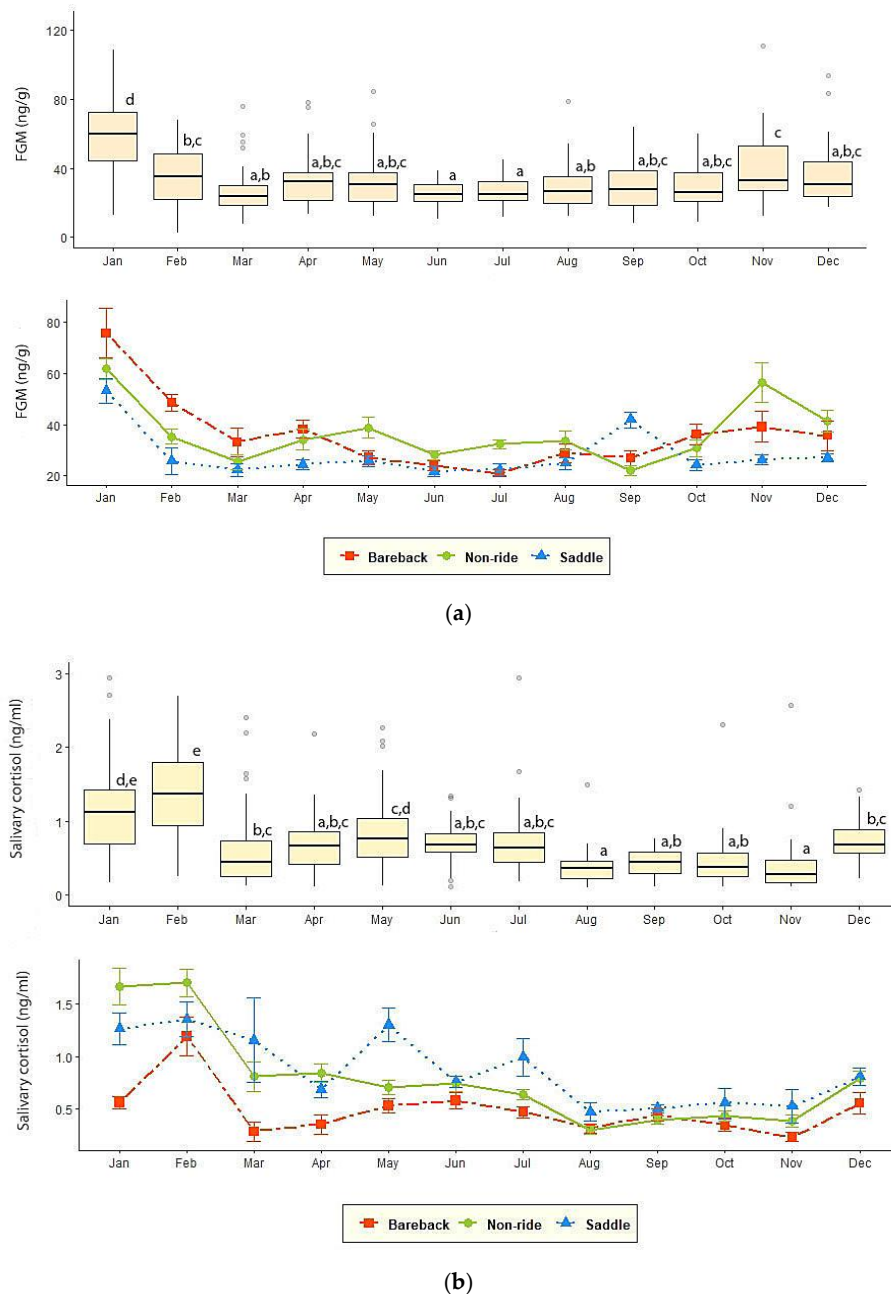 120
80
40
0
FGM (ng/g)
d
b,c
a,b
a,b,c
a,b,c
a
a
a,b
a,b,c
a,b,c
c
a,b,c
Jan Feb Mar Apr May Jun Jul Aug Sep Oct Nov Dec
80
60
40
20
FGM (ng/g)
Jan Feb Mar Apr May Jun Jul Aug Sep Oct Nov Dec
Bareback Non-ride Saddle
(a)
3
2
1
0
Salivary cortisol (ng/ml)
d,e
e
b,c
a,b,c
c,d
a,b,c
a,b,c
a
a,b
a,b
a
b,c
Jan Feb Mar Apr May Jun Jul Aug Sep Oct Nov Dec
1.5
1.0
0.5
Salivary cortisol (ng/ml)
Jan Feb Mar Apr May Jun Jul Aug Sep Oct Nov Dec
Bareback Non-ride Saddle
(b)